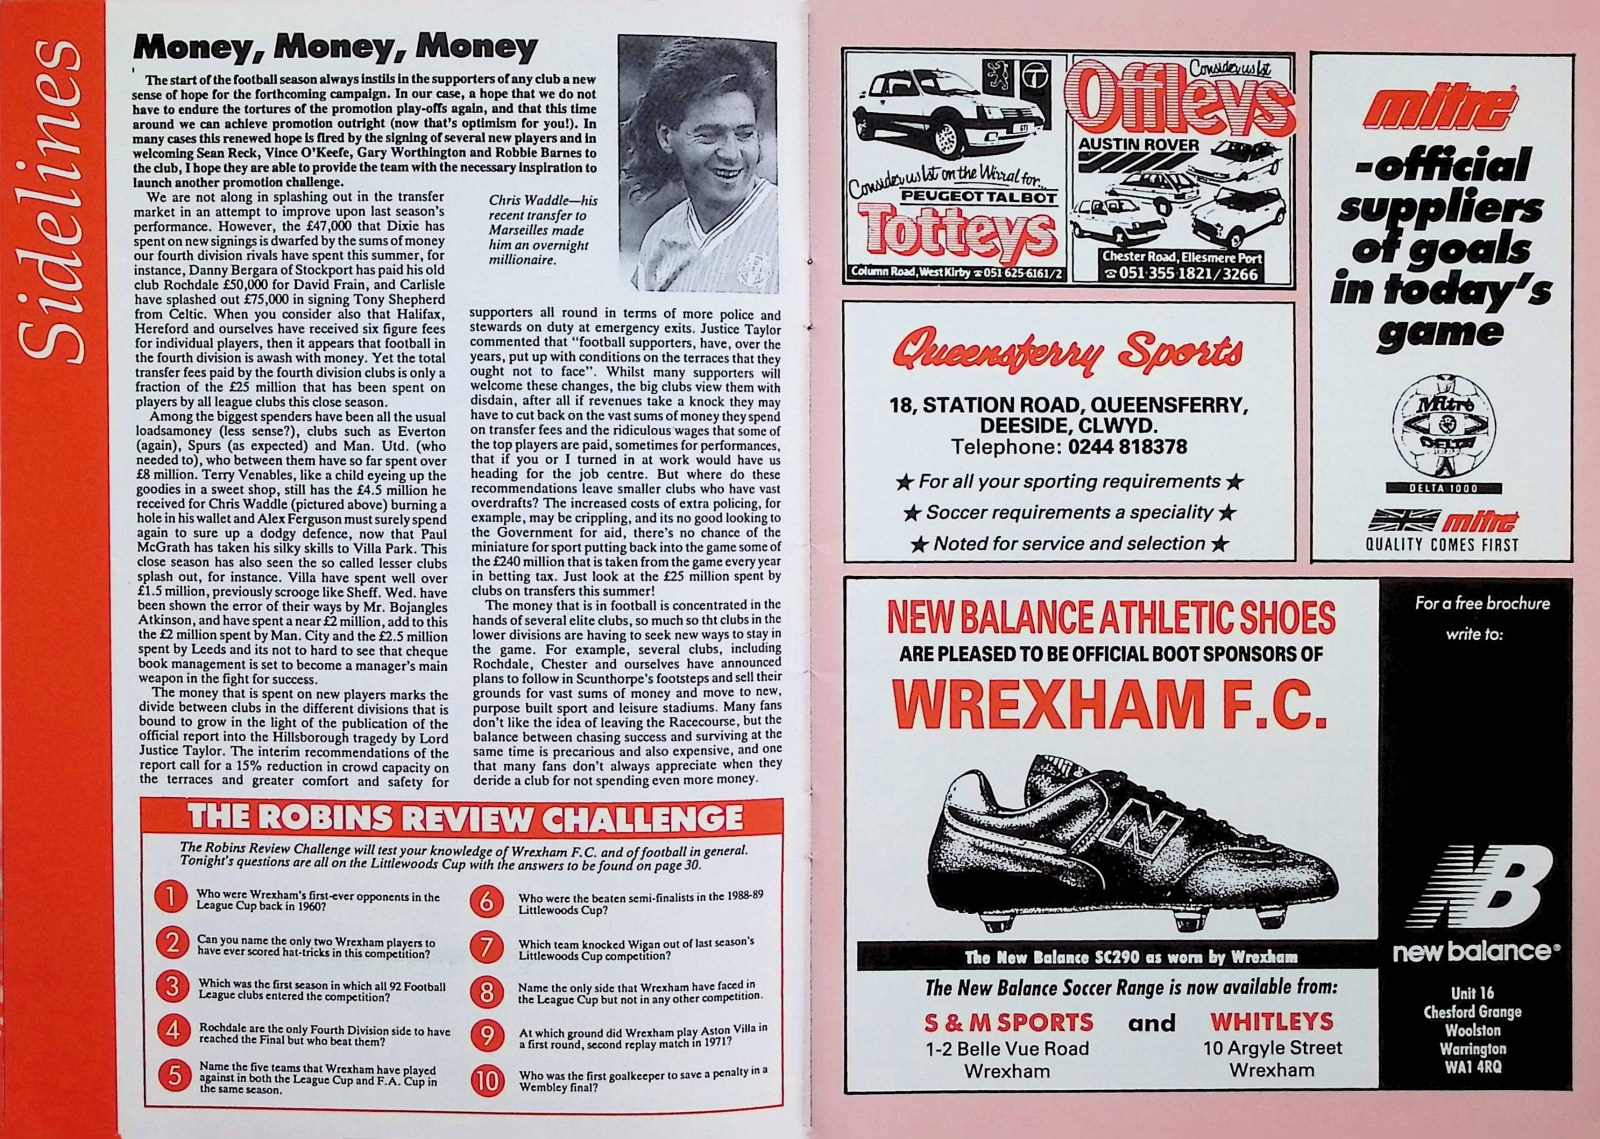 Sidelines
Money, Money, Money
The start of the football season always instils in the supporters of any club a new
sense of hope for the forthcoming campaign. In our case, a hope that we do not
have to endure the tortures of the promotion play-offs again, and that this time
around we can achieve promotion outright (now that's optimism for you!). In
many cases this renewed hope is fired by the signing of several new players and in
welcoming Sean Reck, Vince O'Keefe, Gary Worthington and Robbie Barnes to
the club, I hope they are able to provide the team with the necessary inspiration to
launch another promotion challenge.
We are not along in splashing out in the transfer
market in an attempt to improve upon last season's
performance. However, the £47,000 that Dixie has
spent on new signings is dwarfed by the sums of money
our fourth division rivals have spent this summer, for
instance, Danny Bergara of Stockport has paid his old
club Rochdale £50,000 for David Frain, and Carlisle
have splashed out £75,000 in signing Tony Shepherd
from Celtic. When you consider also that Halifax,
Hereford and ourselves have received six figure fees
for individual players, then it appears that football in
the fourth division is awash with money. Yet the total
transfer fees paid by the fourth division clubs is only a
fraction of the £25 million that has been spent on
players by all league clubs this close season.
Among the biggest spenders have been all the usual
loadsamoney (less sense?), clubs such as Everton
(again), Spurs (as expected) and Man. Utd. (who
needed to), who between them have so far spent over
£8 million. Terry Venables, like a child eyeing up the
goodies in a sweet shop, still has the £4.5 million he
received for Chris Waddle (pictured above) burning a
hole in his wallet and Alex Ferguson must surely spend
again to sure up a dodgy defence, now that Paul
McGrath has taken his silky skills to Villa Park. This
close season has also seen the so called lesser clubs
splash out, for instance. Villa have spent well over
£1.5 million, previously scrooge like Sheff. Wed. have
been shown the error of their ways by Mr. Bojangles
Atkinson, and have spent a near £2 million, add to this
the £2 million spent by Man. City and the £2.5 million
spent by Leeds and its not to hard to see that cheque
book management is set to become a manager's main
weapon in the fight for success.
The money that is spent on new players marks the
divide between clubs in the different divisions that is
bound to grow in the light of the publication of the
official report into the Hillsborough tragedy by Lord
Justice Taylor. The interim recommendations of the
report call for a 15% reduction in crowd capacity on
the terraces and greater comfort and safety for
Chris Waddle—his
recent transfer to
Marseilles made
him an overnight
millionaire.
supporters all round in terms of more police and
stewards on duty at emergency exits. Justice Taylor
commented that "football supporters, have, over the
years, put up with conditions on the terraces that they
ought not to face". Whilst many supporters will
welcome these changes, the big clubs view them with
disdain, after all if revenues take a knock they may
have to cut back on the vast sums of money they spend
on transfer fees and the ridiculous wages that some of
the top players are paid, sometimes for performances,
that if you or I turned in at work would have us
heading for the job centre. But where do these
recommendations leave smaller clubs who have vast
overdrafts? The increased costs of extra policing, for
example, may be crippling, and its no good looking to
the Government for aid, there's no chance of the
miniature for sport putting back into the game some of
the £240 million that is taken from the game every year
in betting tax. Just look at the £25 million spent by
clubs on transfers this summer!
The money that is in football is concentrated in the
hands of several elite clubs, so much so tht clubs in the
lower divisions are having to seek new ways to stay in
the game. For example, several clubs, including
Rochdale, Chester and ourselves have announced
plans to follow in Scunthorpe's footsteps and sell their
grounds for vast sums of money and move to new,
purpose built sport and leisure stadiums. Many fans
don't like the idea of leaving the Racecourse, but the
balance between chasing success and surviving at the
same time is precarious and also expensive, and one
that many fans don't always appreciate when they
deride a club for not spending even more money.
THE ROBINS REVIEW CHALLENGE
The Robins Review Challenge will test your knowledge of Wrexham F.C. and of football in general.
Tonight's questions are all on the Littlewoods Cup with the answers to be found on page 30.
1 Who were Wrexham's first-ever opponents in the
League Cup back in 1960?
2 Can you name the only two Wrexham players to
have ever scored hat-tricks in this competition?
3 Which was the first season in which all 92 Football
League clubs entered the competition?
4 Rochdale are the only Fourth Division side to have
reached the Final but who beat them?
5 Name the five teams that Wrexham have played
against in both the League Cup and F.A. Cup in
the same season.
6 Who were the beaten semi-finalists in the 1988-89
Littlewoods Cup?
7 Which team knocked Wigan out of last season's
Littlewoods Cup competition?
8 Name the only side that Wrexham have faced in
the League Cup but not in any other competition.
9 At which ground did Wrexham play Aston Villa in
a first round, second replay match in 1971?
10 Who was the first goalkeeper to save a penalty in a
Wembley final?
GTI
Consider us 1st on the Wirral for...
PEUGEOT TALBOT
Totteys
Column Road, West Kirby ☎ 051 625 6161/2
Consider us 1st
Offleys
AUSTIN ROVER
Chester Road, Ellesmere Port
☎ 051 355 1821/3266
Queensferry Sports
18, STATION ROAD, QUEENSFERRY,
DEESIDE, CLWYD.
Telephone: 0244 818378
★ For all your sporting requirements ★
★ Soccer requirements a speciality ★
★ Noted for service and selection ★
mitre
-official
suppliers
of goals
in today's
game
Mitre
DELTA
DELTA 1000
mitre
QUALITY COMES FIRST
NEW BALANCE ATHLETIC SHOES
ARE PLEASED TO BE OFFICIAL BOOT SPONSORS OF
WREXHAM F.C.
N
The New Balance SC290 as worn by Wrexham
The New Balance Soccer Range is now available from:
S & M SPORTS and WHITLEYS
1-2 Belle Vue Road 10 Argyle Street
Wrexham Wrexham
For a free brochure
write to:
NB
new balance®
Unit 16
Chesford Grange
Woolston
Warrington
WA1 4RQ